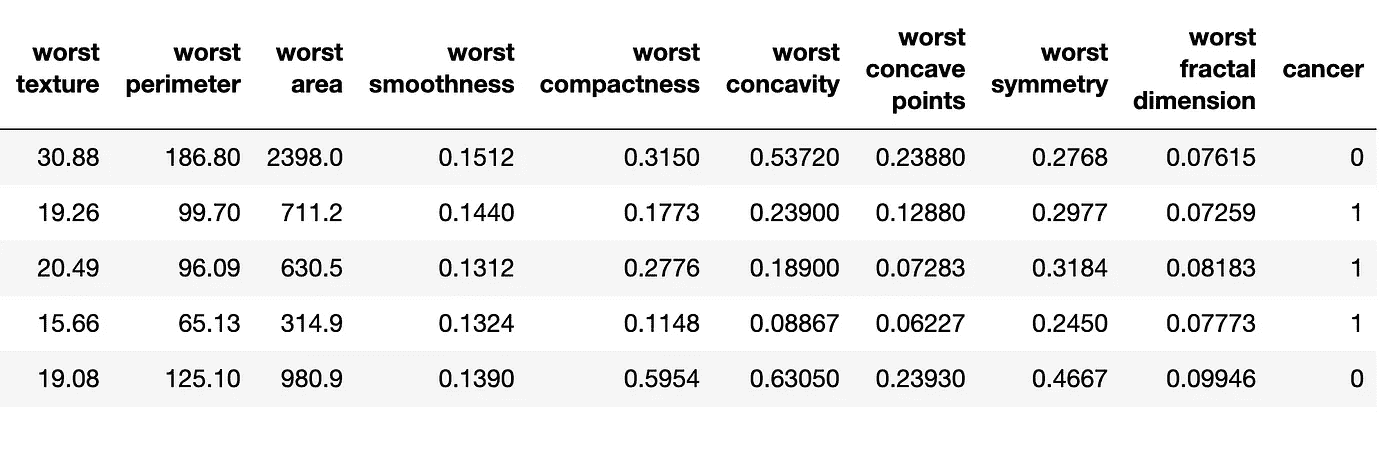 worst texture worst perimeter worst area worst smoothness worst compactness worst concavity worst concave points worst symmetry worst fractal dimension cancer
30.88 186.80 2398.0 0.1512 0.3150 0.53720 0.23880 0.2768 0.07615 0
19.26 99.70 711.2 0.1440 0.1773 0.23900 0.12880 0.2977 0.07259 1
20.49 96.09 630.5 0.1312 0.2776 0.18900 0.07283 0.3184 0.08183 1
15.66 65.13 314.9 0.1324 0.1148 0.08867 0.06227 0.2450 0.07773 1
19.08 125.10 980.9 0.1390 0.5954 0.63050 0.23930 0.4667 0.09946 0